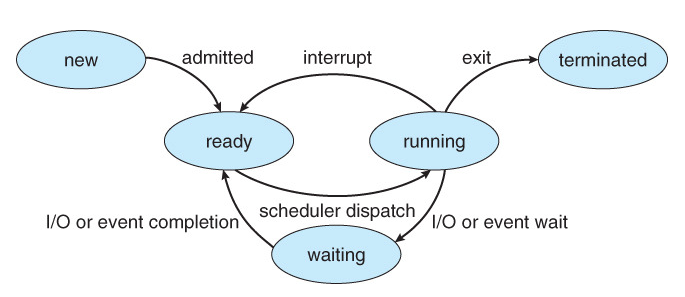 new
admitted
interrupt
exit
terminated
ready
running
I/O or event completion
scheduler dispatch
I/O or event wait
waiting